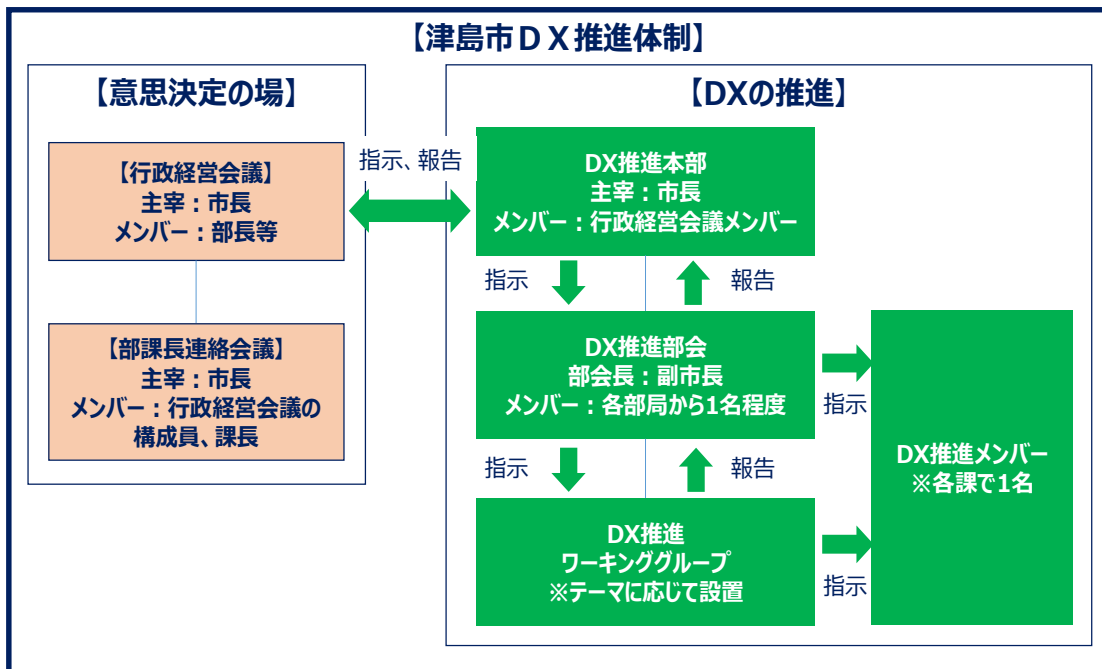 【津島市ＤＸ推進体制】
【意思決定の場】
【行政経営会議】
主宰：市長
メンバー：部長等
【部課長連絡会議】
主宰：市長
メンバー：行政経営会議の
構成員、課長
指示、報告
【DXの推進】
DX推進本部
主宰：市長
メンバー：行政経営会議メンバー
指示
報告
DX推進部会
部会長：副市長
メンバー：各部局から1名程度
指示
指示
報告
DX推進
ワーキンググループ
※テーマに応じて設置
指示
DX推進メンバー
※各課で1名